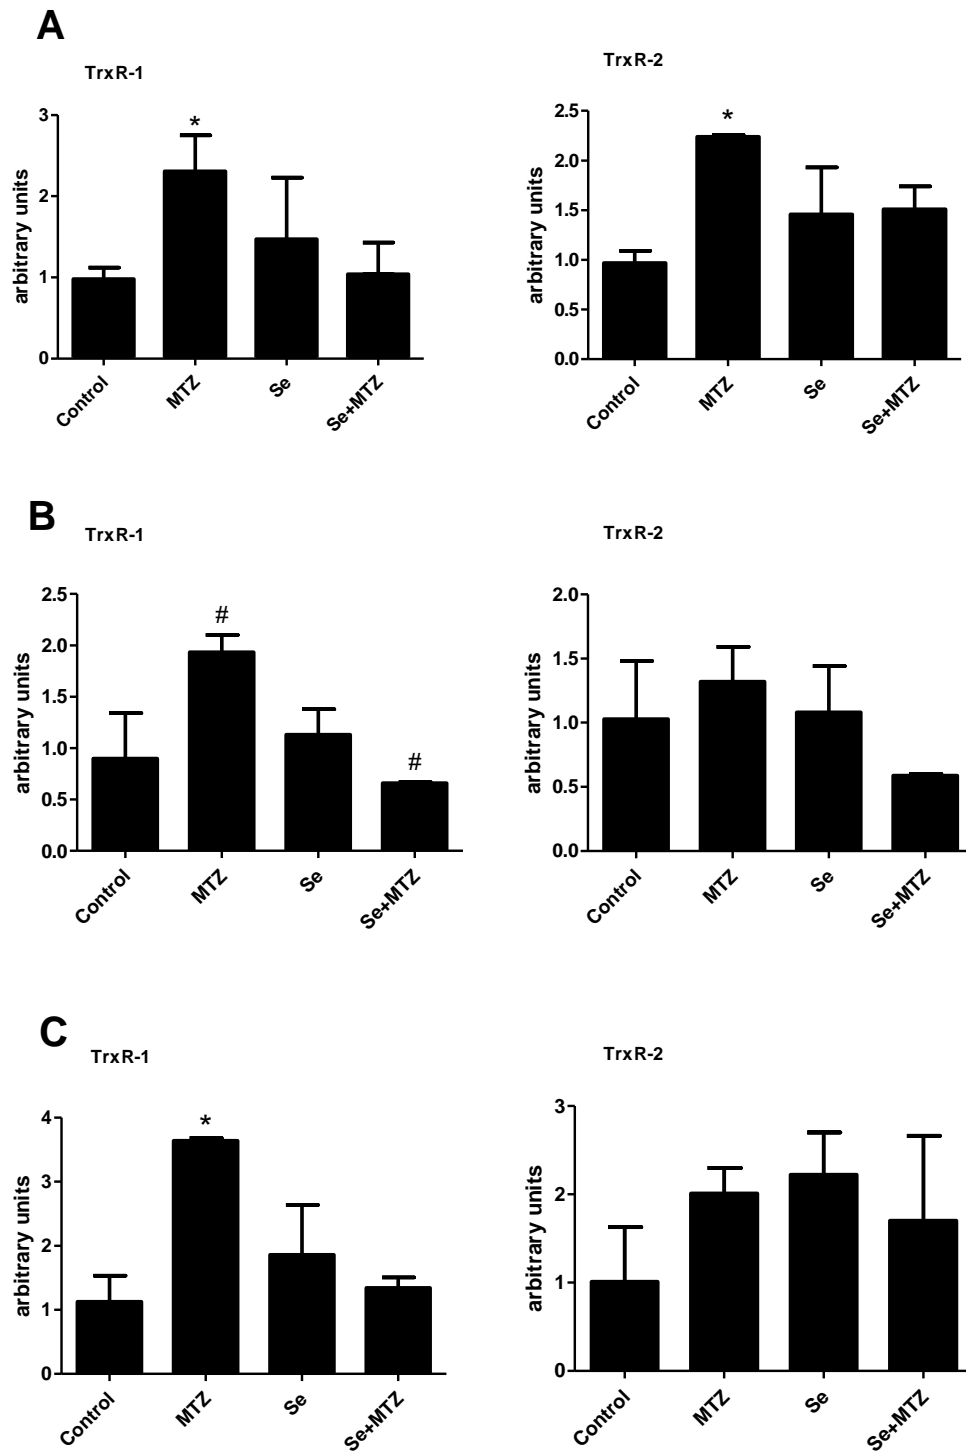 A
TrxR-1
TrxR-2
3
2
1
0
arbitrary units
*
Control
MTZ
Se
Se+MTZ
2.5
2.0
1.5
1.0
0.5
0.0
arbitrary units
*
Control
MTZ
Se
Se+MTZ
B
TrxR-1
TrxR-2
2.5
2.0
1.5
1.0
0.5
0.0
arbitrary units
#
#
Control
MTZ
Se
Se+MTZ
2.0
1.5
1.0
0.5
0.0
arbitrary units
Control
MTZ
Se
Se+MTZ
C
TrxR-1
TrxR-2
4
3
2
1
0
arbitrary units
*
Control
MTZ
Se
Se+MTZ
3
2
1
0
arbitrary units
Control
MTZ
Se
Se+MTZ